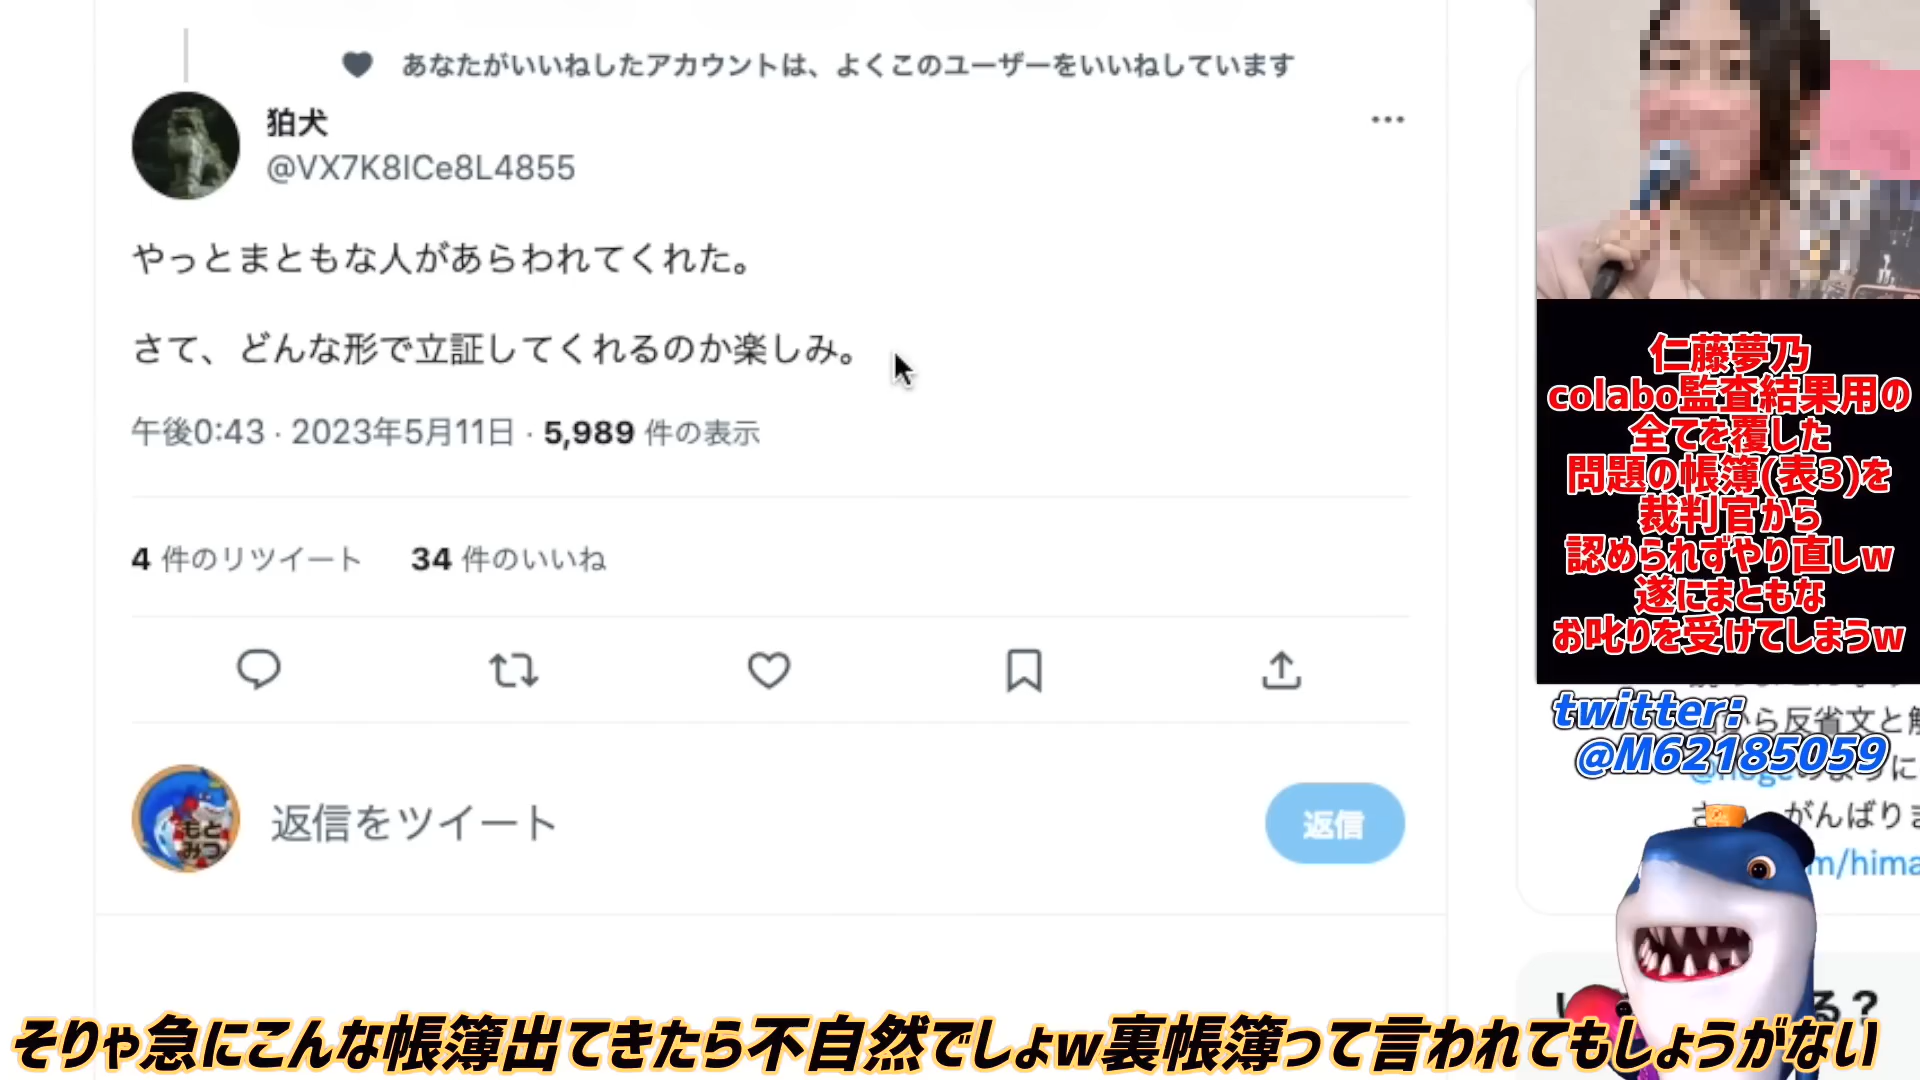 あなたがいいねしたアカウントは、よくこのユーザーをいいねしています
狛犬
@VX7K8ICe8L4855
やっとまともな人があらわれてくれた。
さて、どんな形で立証してくれるのか楽しみ。
午後0:43 · 2023年5月11日 · 5,989 件の表示
4 件のリツイート 34 件のいいね
もと
みつ
返信をツイート
返信
仁藤夢乃
colabo監査結果用の
全てを覆した
問題の帳簿(表3)を
裁判官から
認められずやり直しw
遂にまともな
お叱りを受けてしまうw
twitter:
@M62185059
から反省文と
のように
がんばりま
m/hima
る？
そりゃ急にこんな帳簿出てきたら不自然でしょw裏帳簿って言われてもしょうがない